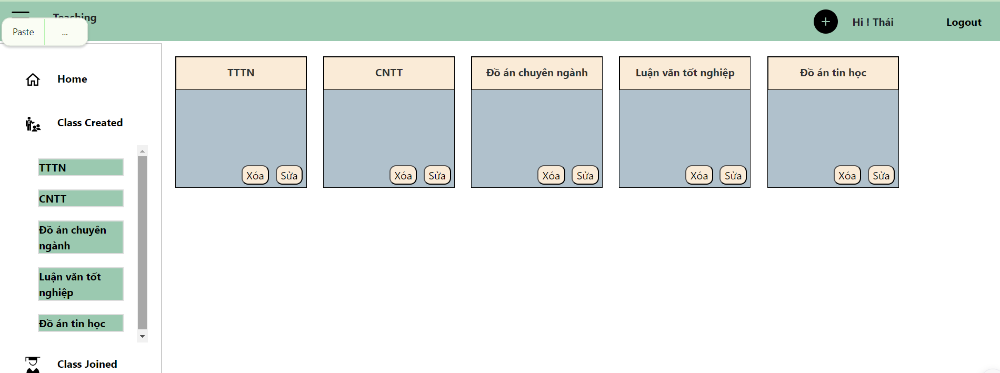 Teaching
Hi ! Thái
Logout
Paste
...
Home
Class Created
TTTN
CNTT
Đồ án chuyên
ngành
Luận văn tốt
nghiệp
Đồ án tin học
Class Joined
TTTN
Xóa
Sửa
CNTT
Xóa
Sửa
Đồ án chuyên ngành
Xóa
Sửa
Luận văn tốt nghiệp
Xóa
Sửa
Đồ án tin học
Xóa
Sửa